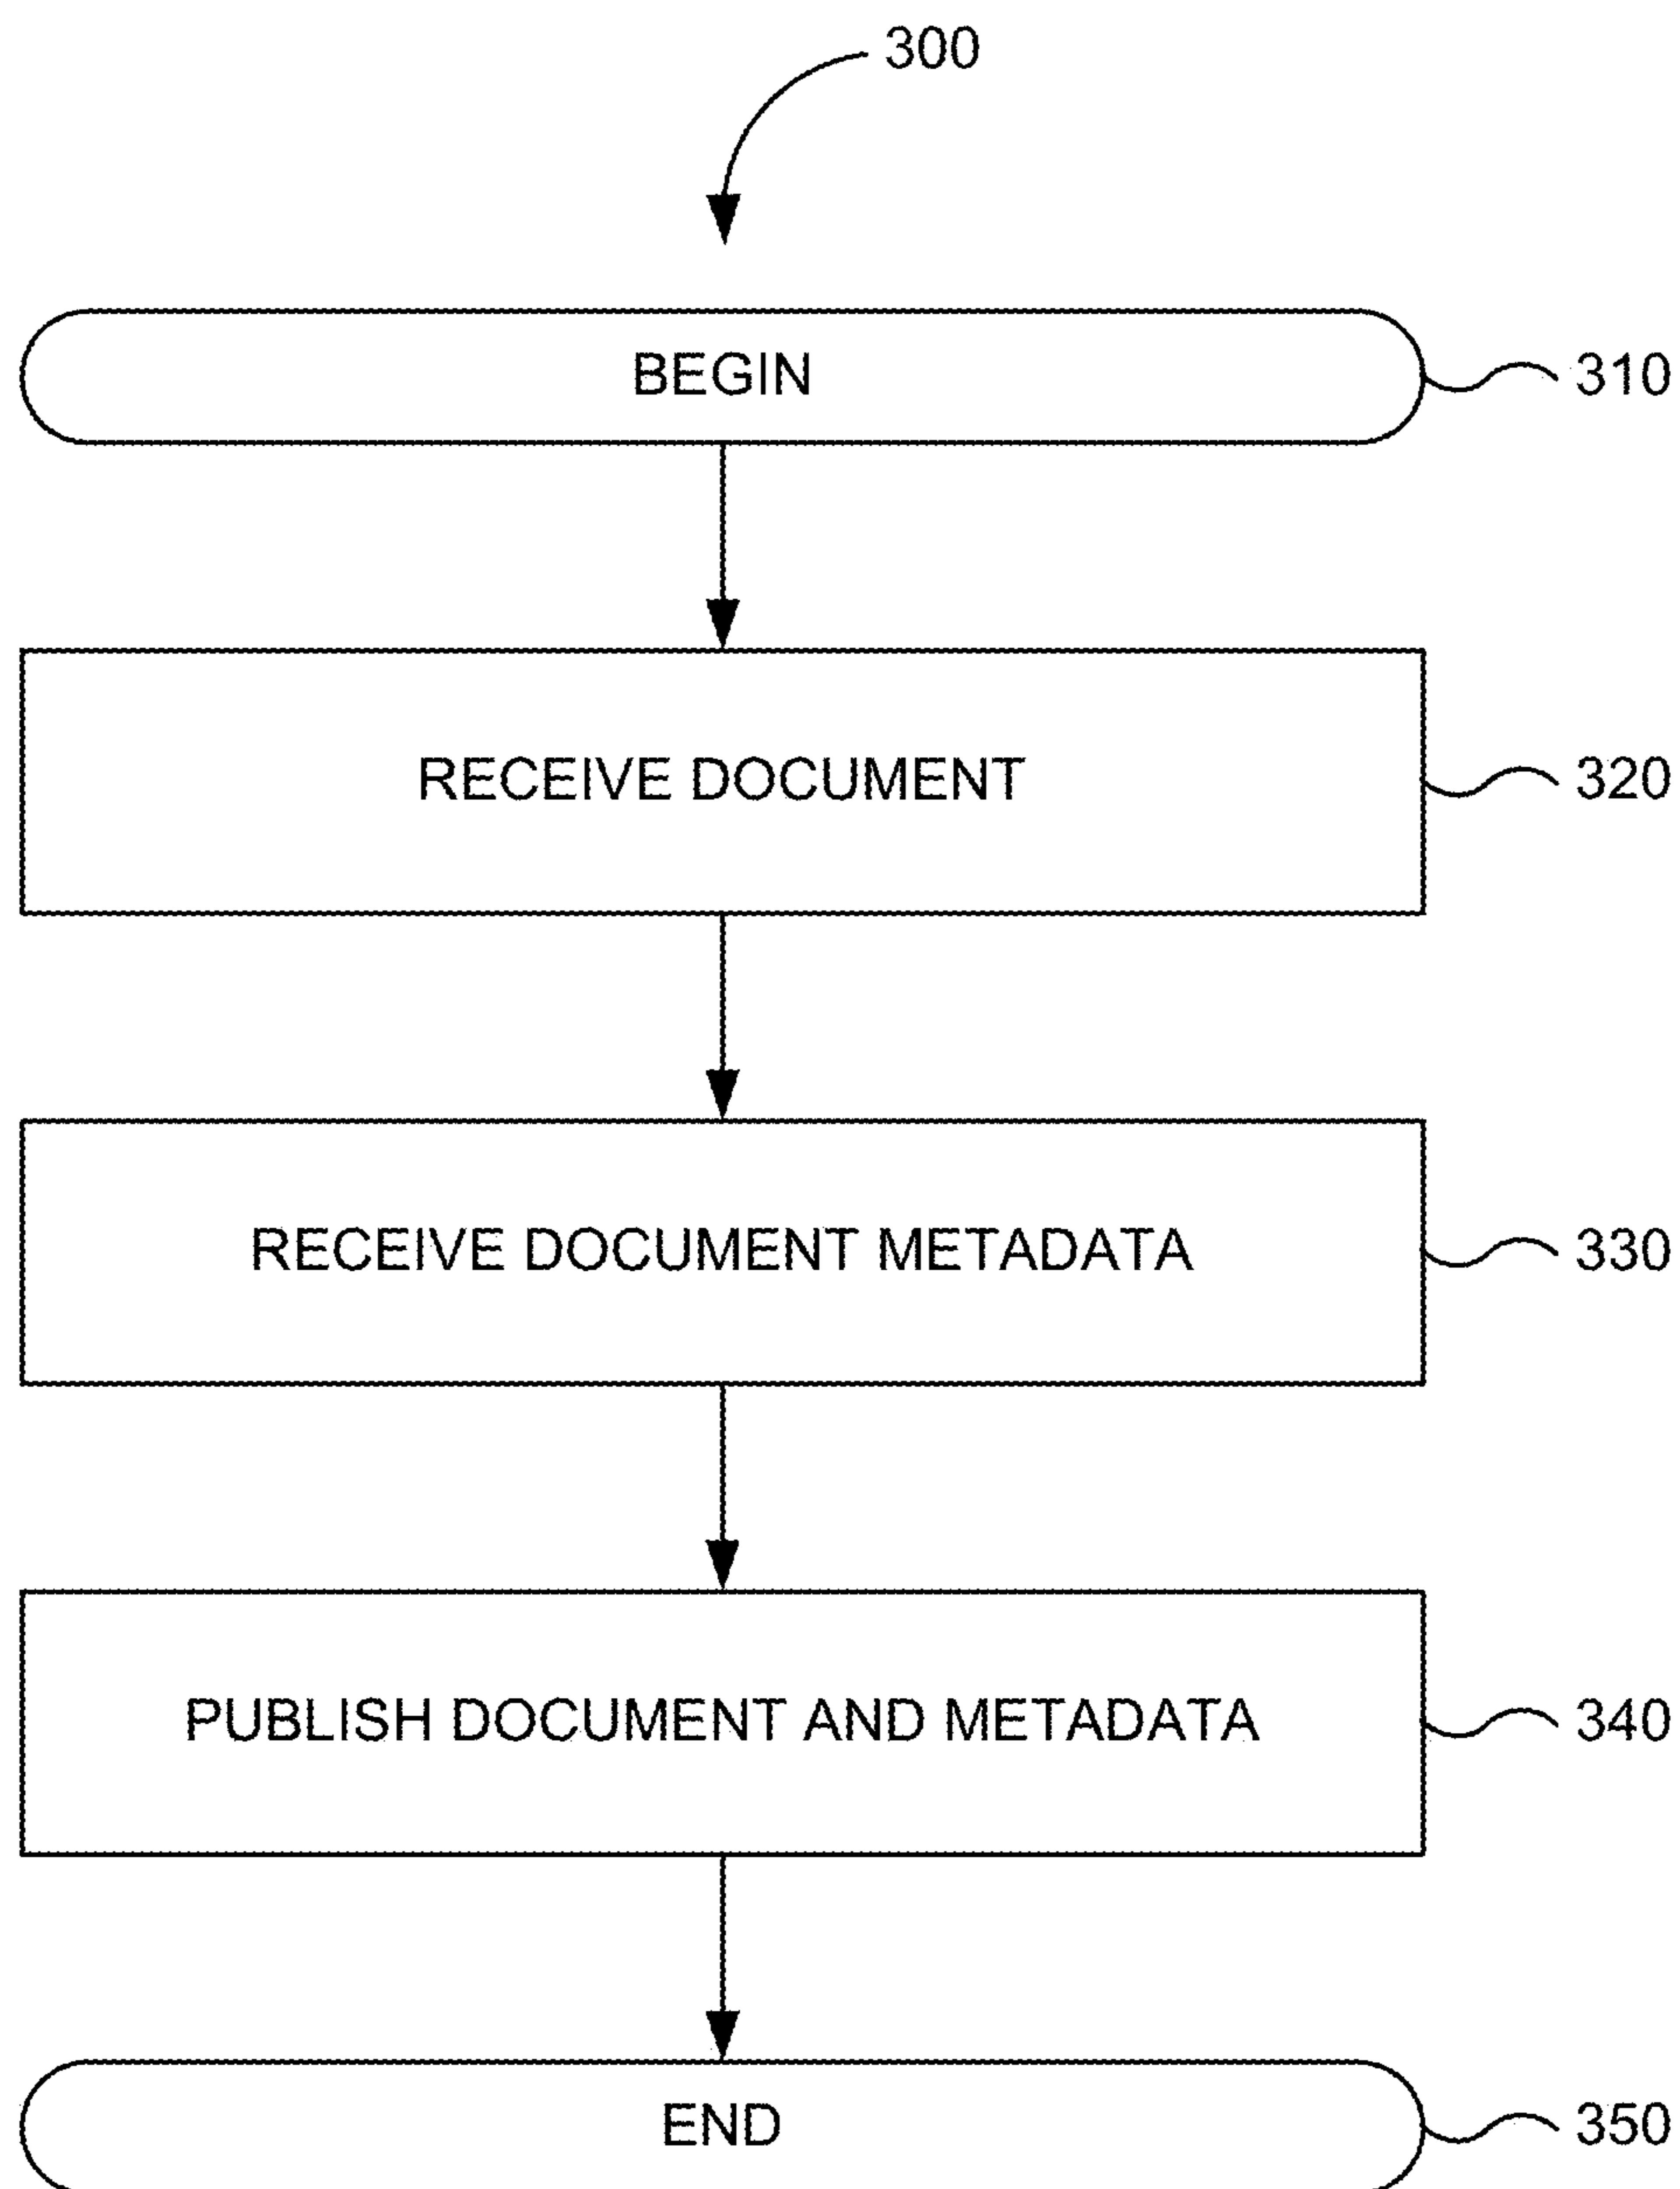 300
BEGIN
310
RECEIVE DOCUMENT
320
RECEIVE DOCUMENT METADATA
330
PUBLISH DOCUMENT AND METADATA
340
END
350